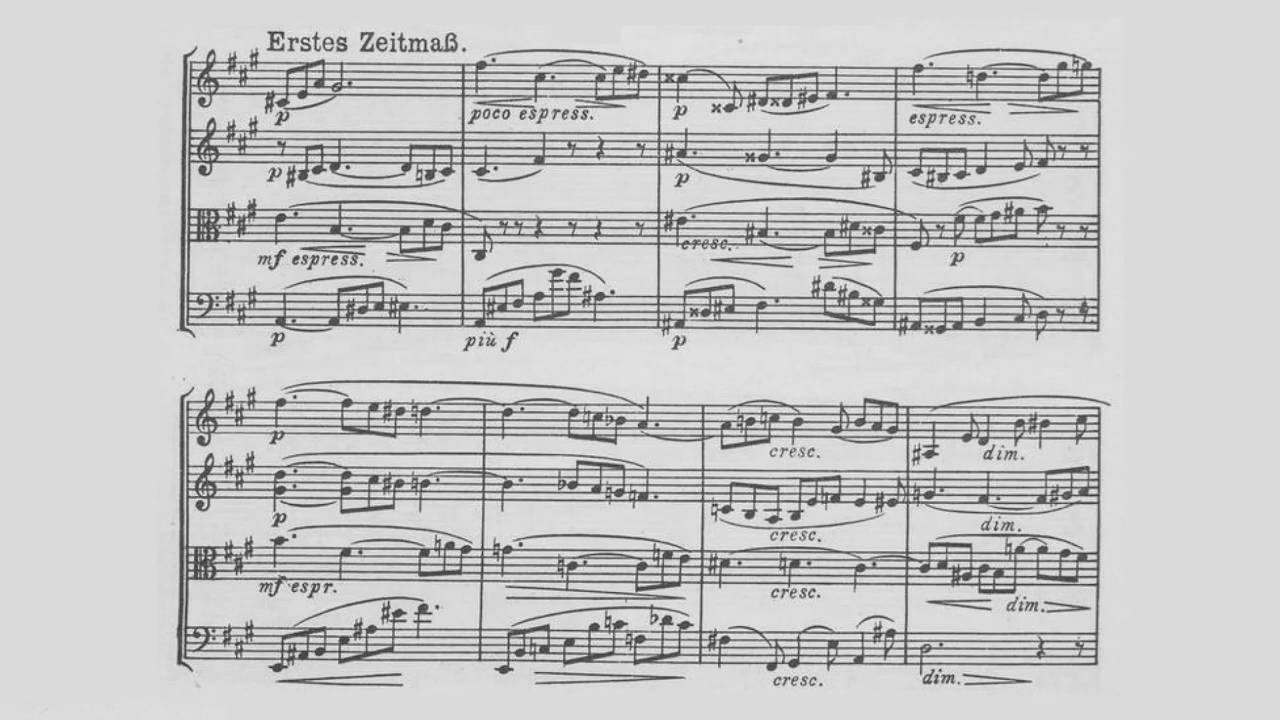 Erstes Zeitmaß.
p poco espress. p espress.
p p
mf espress. cresc. p
p più f p
p cresc. dim.
p cresc. dim.
mf espr. cresc. dim.
cresc. dim.